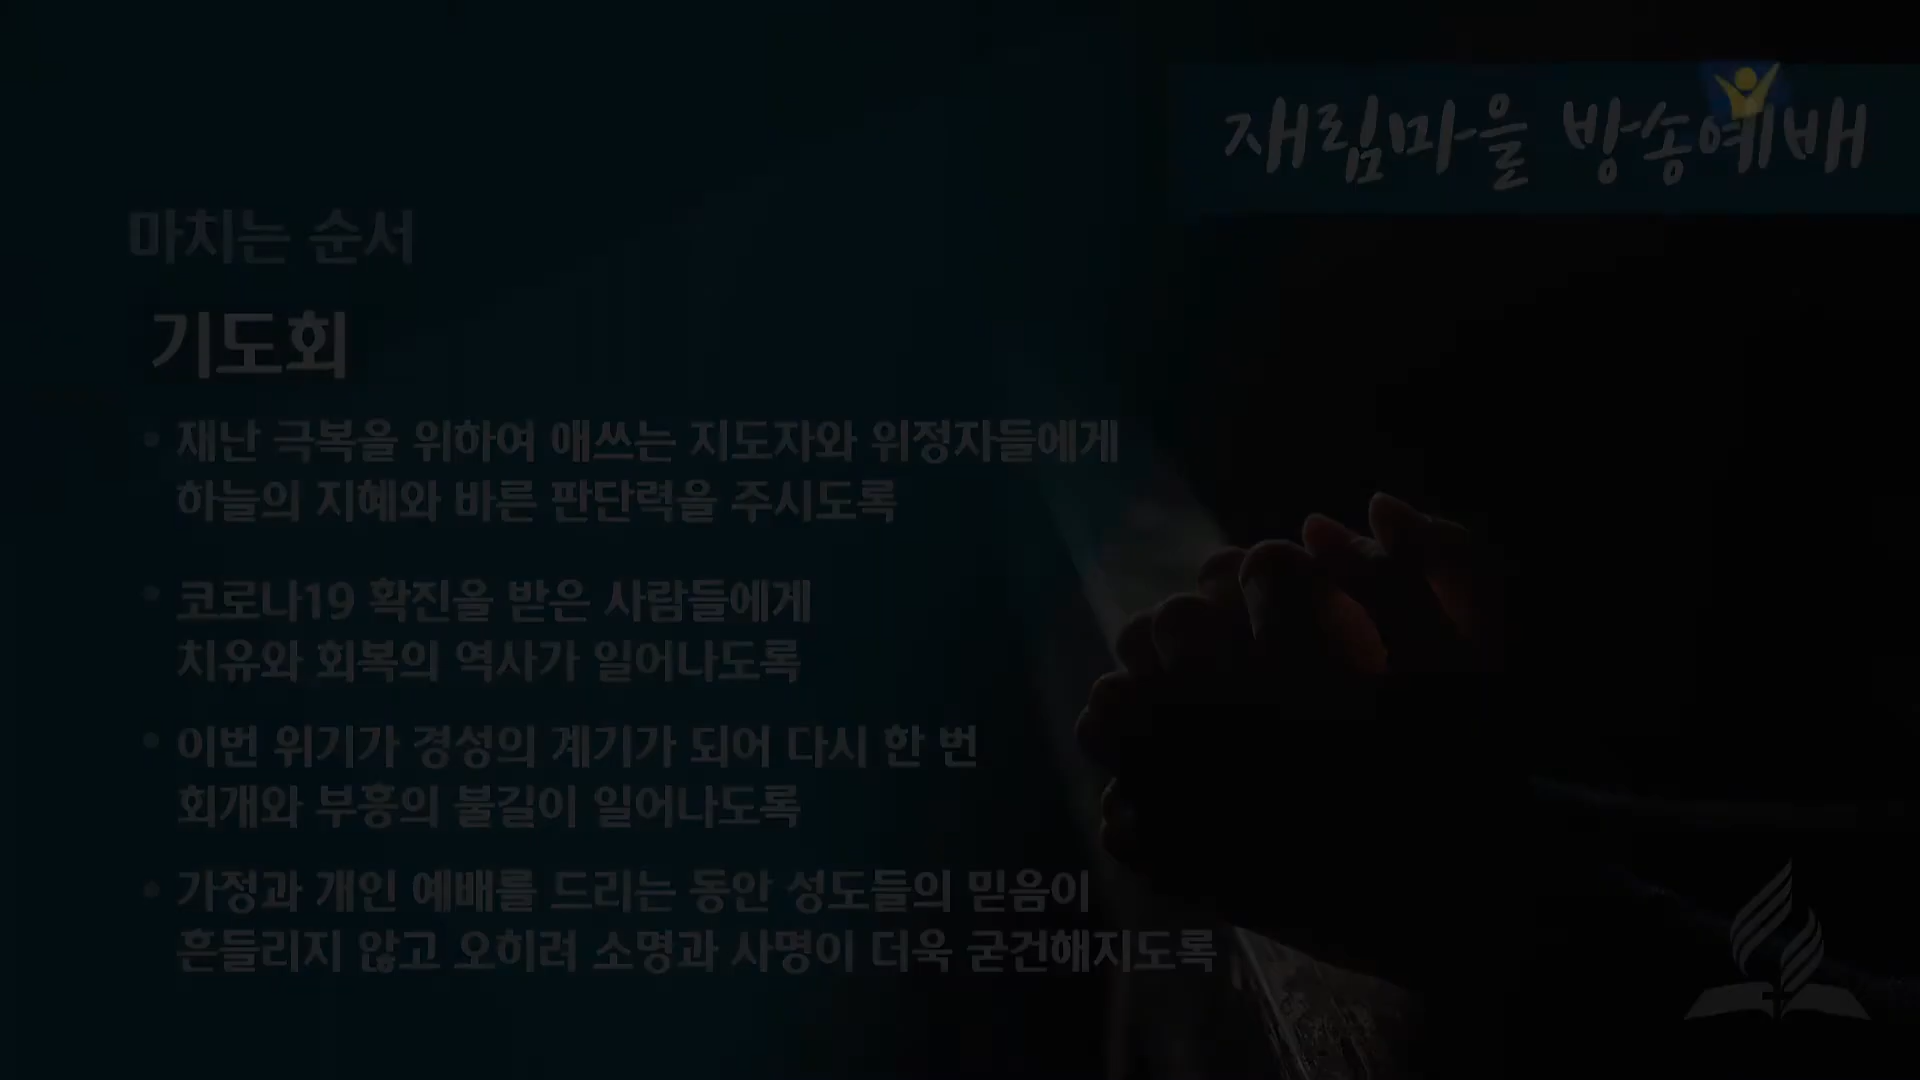 재림마을 방송예배
마치는 순서
기도회
• 재난 극복을 위하여 애쓰는 지도자와 위정자들에게
하늘의 지혜와 바른 판단력을 주시도록
• 코로나19 확진을 받은 사람들에게
치유와 회복의 역사가 일어나도록
• 이번 위기가 경성의 계기가 되어 다시 한 번
회개와 부흥의 불길이 일어나도록
• 가정과 개인 예배를 드리는 동안 성도들의 믿음이
흔들리지 않고 오히려 소명과 사명이 더욱 굳건해지도록